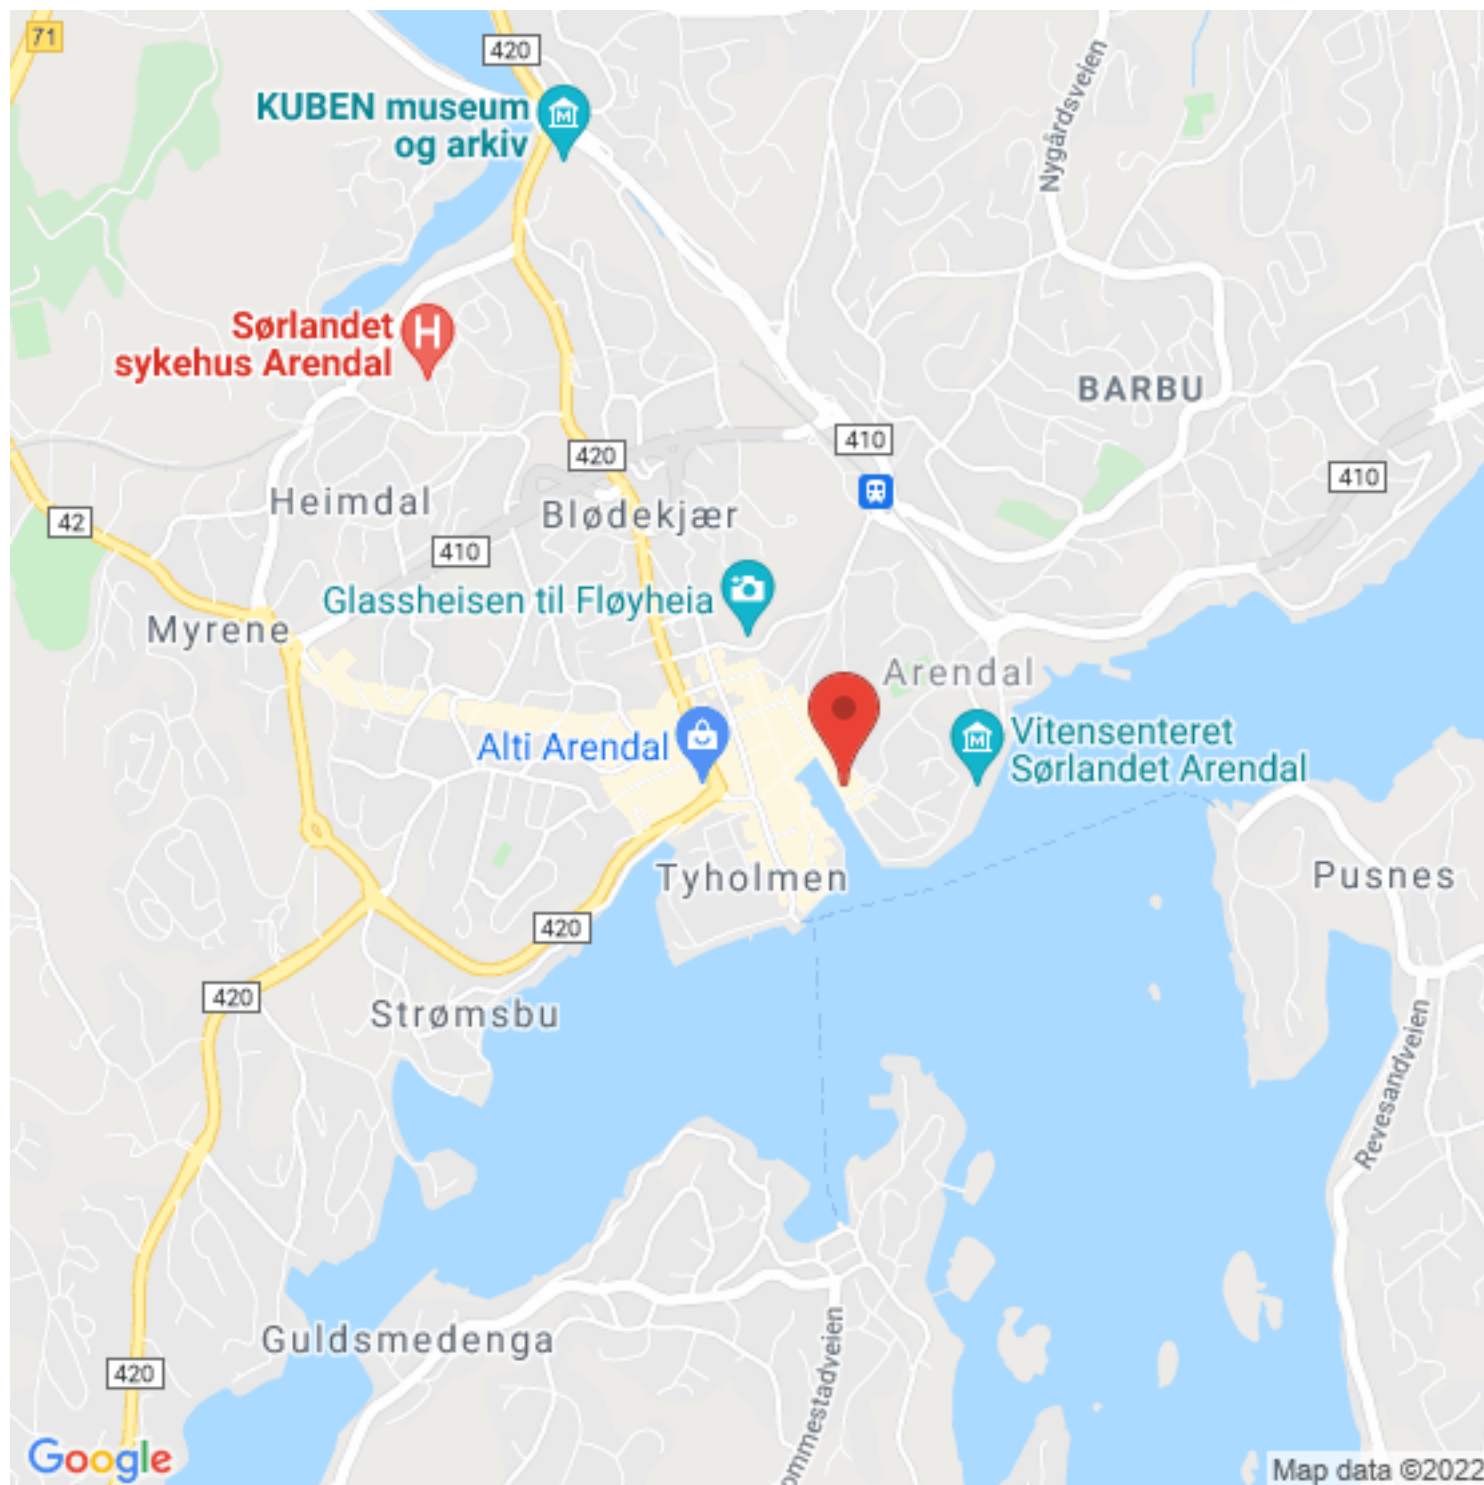 71
420
KUBEN museum
og arkiv
Nygårdsveien
Sørlandet
sykehus Arendal
H
BARBU
410
420
410
Heimdal
42
Blødekjær
410
Glassheisen til Fløyheia
Myrene
Arendal
Alti Arendal
Vitensenteret
Sørlandet Arendal
Tyholmen
Pusnes
420
420
Strømsbu
Revesandveien
Guldsmedenga
420
ommestadveien
Google
Map data ©2022